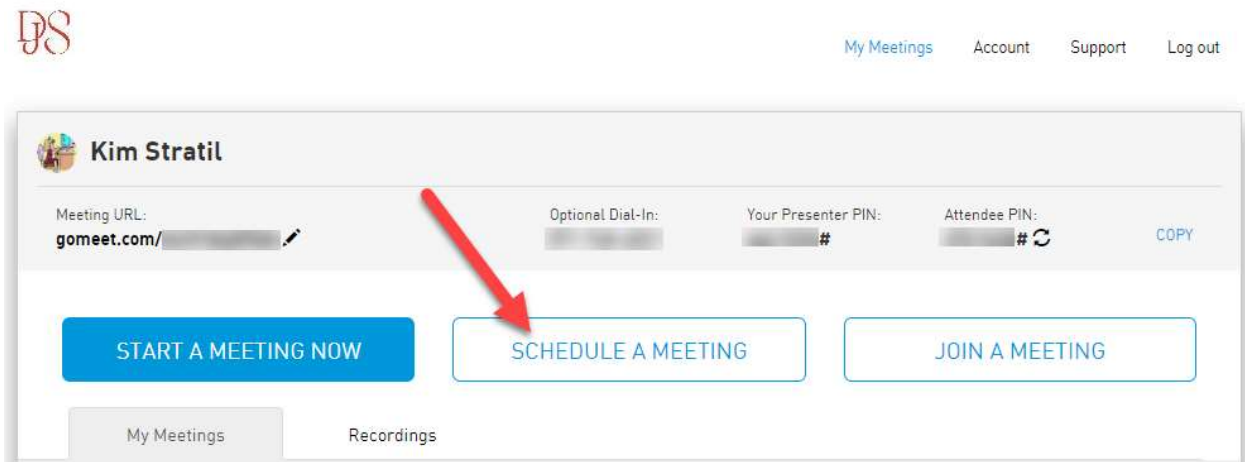 DJS
My Meetings Account Support Log out
Kim Stratil
Meeting URL: Optional Dial-In: Your Presenter PIN: Attendee PIN:
gomeet.com/ # # COPY
START A MEETING NOW SCHEDULE A MEETING JOIN A MEETING
My Meetings Recordings